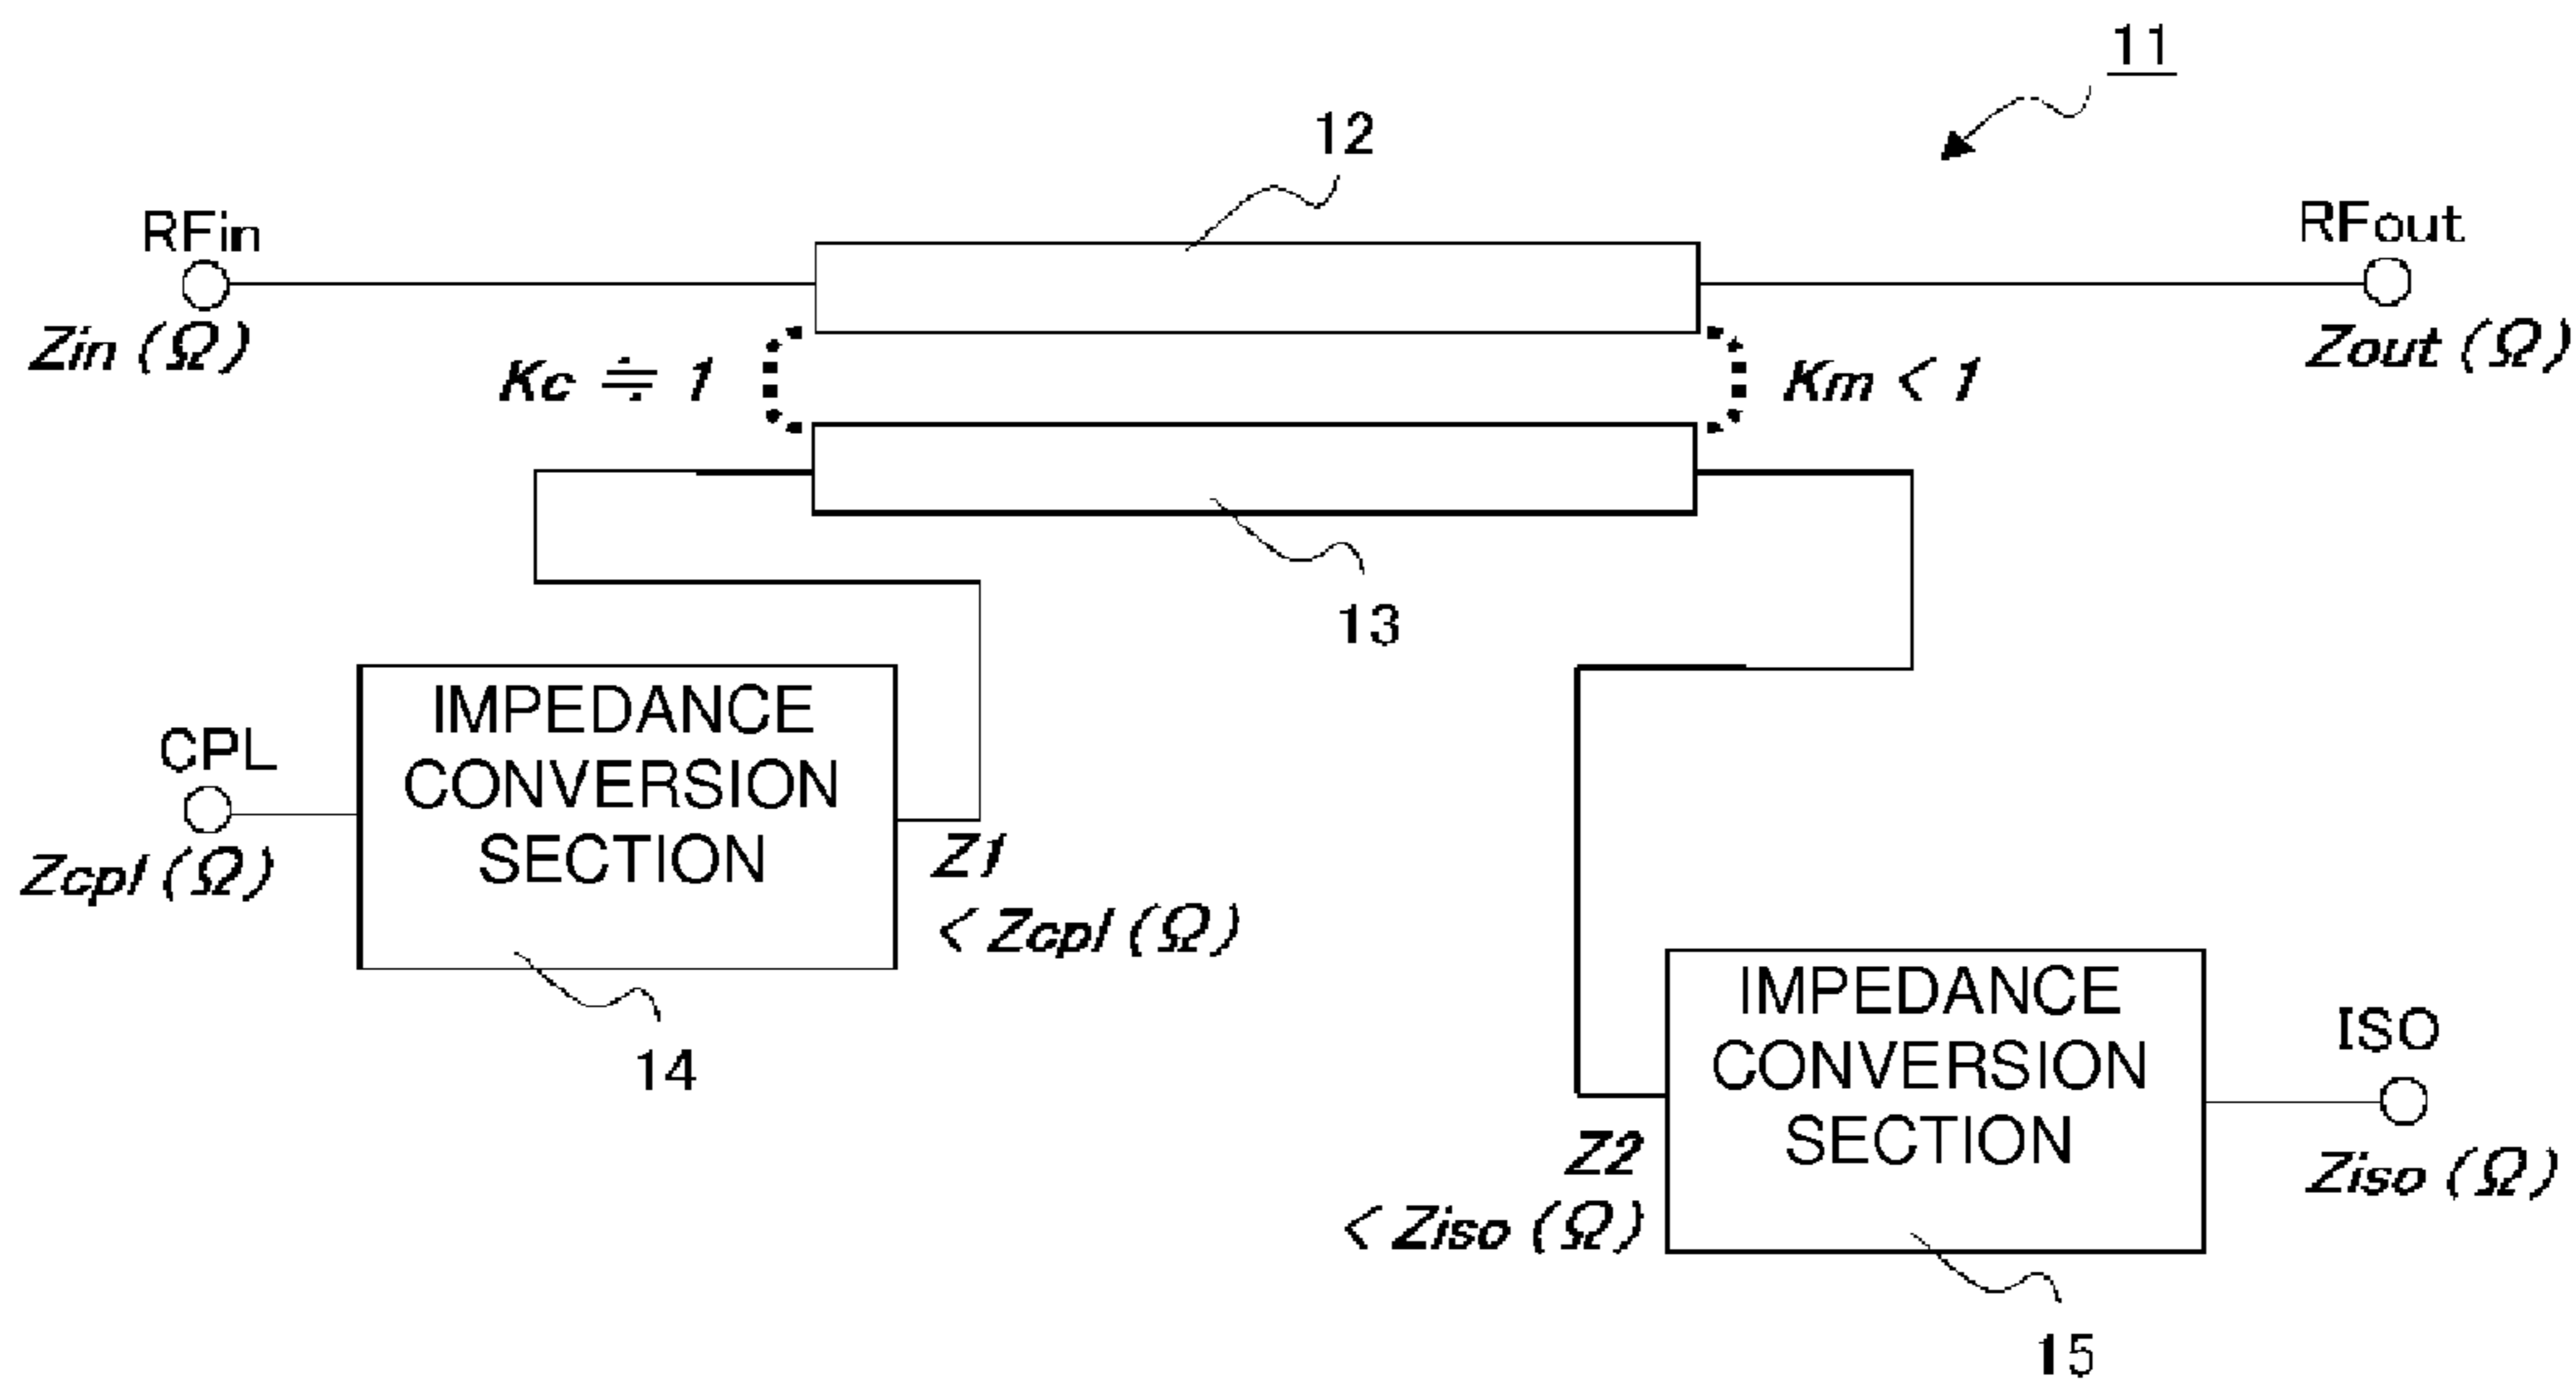 11
12
RFin
RFout
Zin (Ω)
Zout (Ω)
Kc ≒ 1
Km < 1
13
IMPEDANCE
CONVERSION
SECTION
CPL
Zcpl (Ω)
Z1
< Zcpl (Ω)
14
IMPEDANCE
CONVERSION
SECTION
ISO
Z2
< Ziso (Ω)
Ziso (Ω)
15